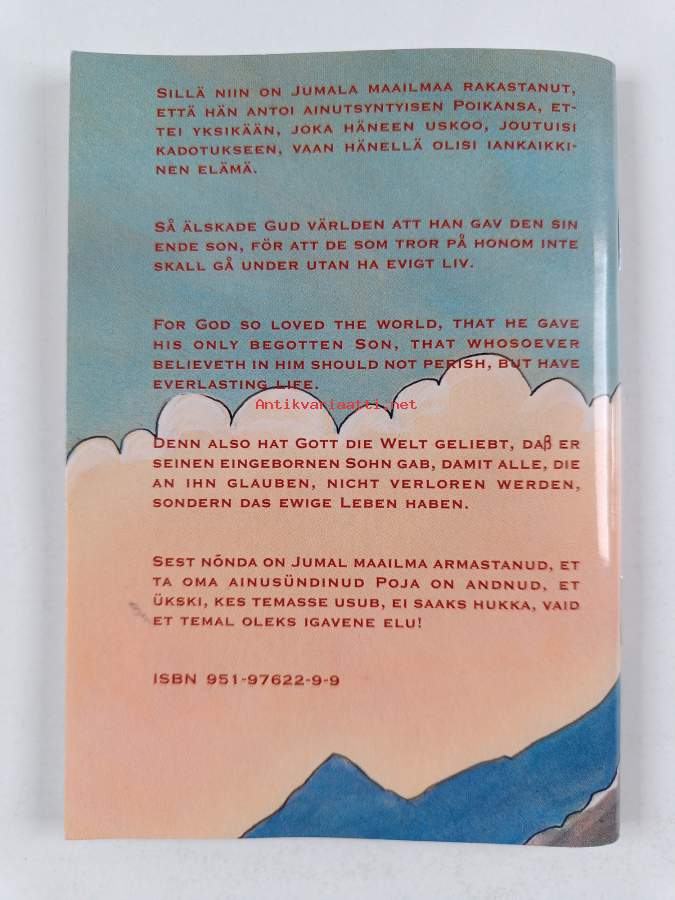 SILLÄ NIIN ON JUMALA MAAILMAA RAKASTANUT,
ETTÄ HÄN ANTOI AINUTSYNTYISEN POIKANSA, ET-
TEI YKSIKÄÄN, JOKA HÄNEEN USKOO, JOUTUISI
KADOTUKSEEN, VAAN HÄNELLÄ OLISI IANKAIKKI-
NEN ELÄMÄ.
SÅ ÄLSKADE GUD VÄRLDEN ATT HAN GAV DEN SIN
ENDE SON, FÖR ATT DE SOM TROR PÅ HONOM INTE
SKALL GÅ UNDER UTAN HA EVIGT LIV.
FOR GOD SO LOVED THE WORLD, THAT HE GAVE
HIS ONLY BEGOTTEN SON, THAT WHOSOEVER
BELIEVETH IN HIM SHOULD NOT PERISH, BUT HAVE
EVERLASTING LIFE.
Antikvariaatti.net
DENN ALSO HAT GOTT DIE WELT GELIEBT, DAß ER
SEINEN EINGEBORNEN SOHN GAB, DAMIT ALLE, DIE
AN IHN GLAUBEN, NICHT VERLOREN WERDEN,
SONDERN DAS EWIGE LEBEN HABEN.
SEST NÕNDA ON JUMAL MAAILMA ARMASTANUD, ET
TA OMA AINUSÜNDINUD POJA ON ANDNUD, ET
ÜKSKI, KES TEMASSE USUB, EI SAAKS HUKKA, VAID
ET TEMAL OLEKS IGAVENE ELU!
ISBN 951-97622-9-9